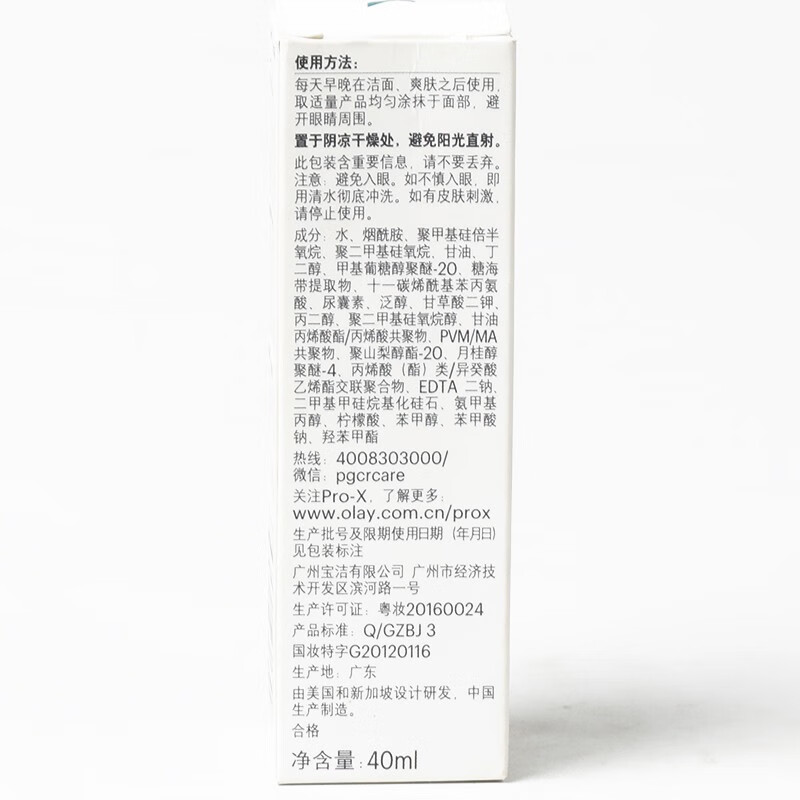 使用方法：
每天早晚在洁面、爽肤之后使用，
取适量产品均匀涂抹于面部，避
开眼睛周围。
置于阴凉干燥处，避免阳光直射。
此包装含重要信息，请不要丢弃。
注意：避免入眼。如不慎入眼，即
用清水彻底冲洗。如有皮肤刺激，
请停止使用。
成分：水、烟酰胺、聚甲基硅倍半
氧烷、聚二甲基硅氧烷、甘油、丁
二醇、甲基葡糖醇聚醚-20、糖海
带提取物、十一碳烯酰基苯丙氨
酸、尿囊素、泛醇、甘草酸二钾、
丙二醇、聚二甲基硅氧烷醇、甘油
丙烯酸酯/丙烯酸共聚物、PVM/MA
共聚物、聚山梨醇酯-20、月桂醇
聚醚-4、丙烯酸（酯）类/异癸酸
乙烯酯交联聚合物、EDTA 二钠、
二甲基甲硅烷基化硅石、氨甲基
丙醇、柠檬酸、苯甲醇、苯甲酸
钠、羟苯甲酯
热线：4008303000/
微信：pgcrcare
关注Pro-X，了解更多：
www.olay.com.cn/prox
生产批号及限期使用日期（年月日）
见包装标注
广州宝洁有限公司 广州市经济技
术开发区滨河路一号
生产许可证：粤妆20160024
产品标准：Q/GZBJ 3
国妆特字G20120116
生产地：广东
由美国和新加坡设计研发，中国
生产制造。
合格
净含量：40ml